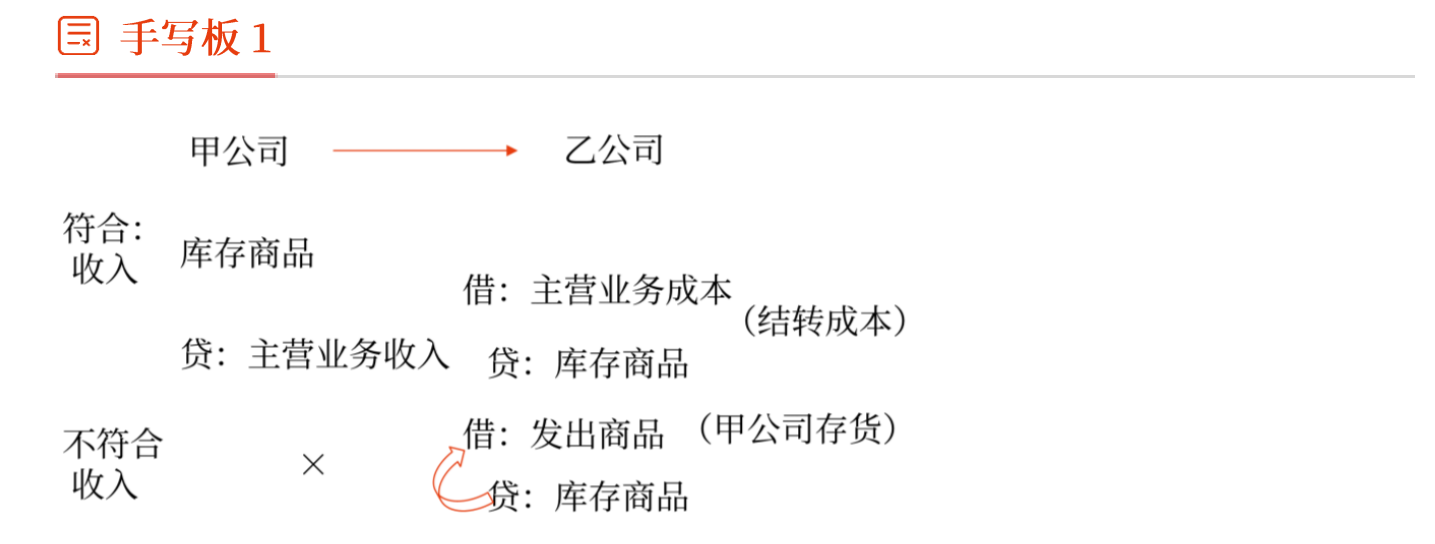 手写板 1
甲公司
乙公司
符合：
收入
库存商品
借：主营业务成本
（结转成本）
贷：主营业务收入
贷：库存商品
不符合
收入
×
借：发出商品
（甲公司存货）
贷：库存商品